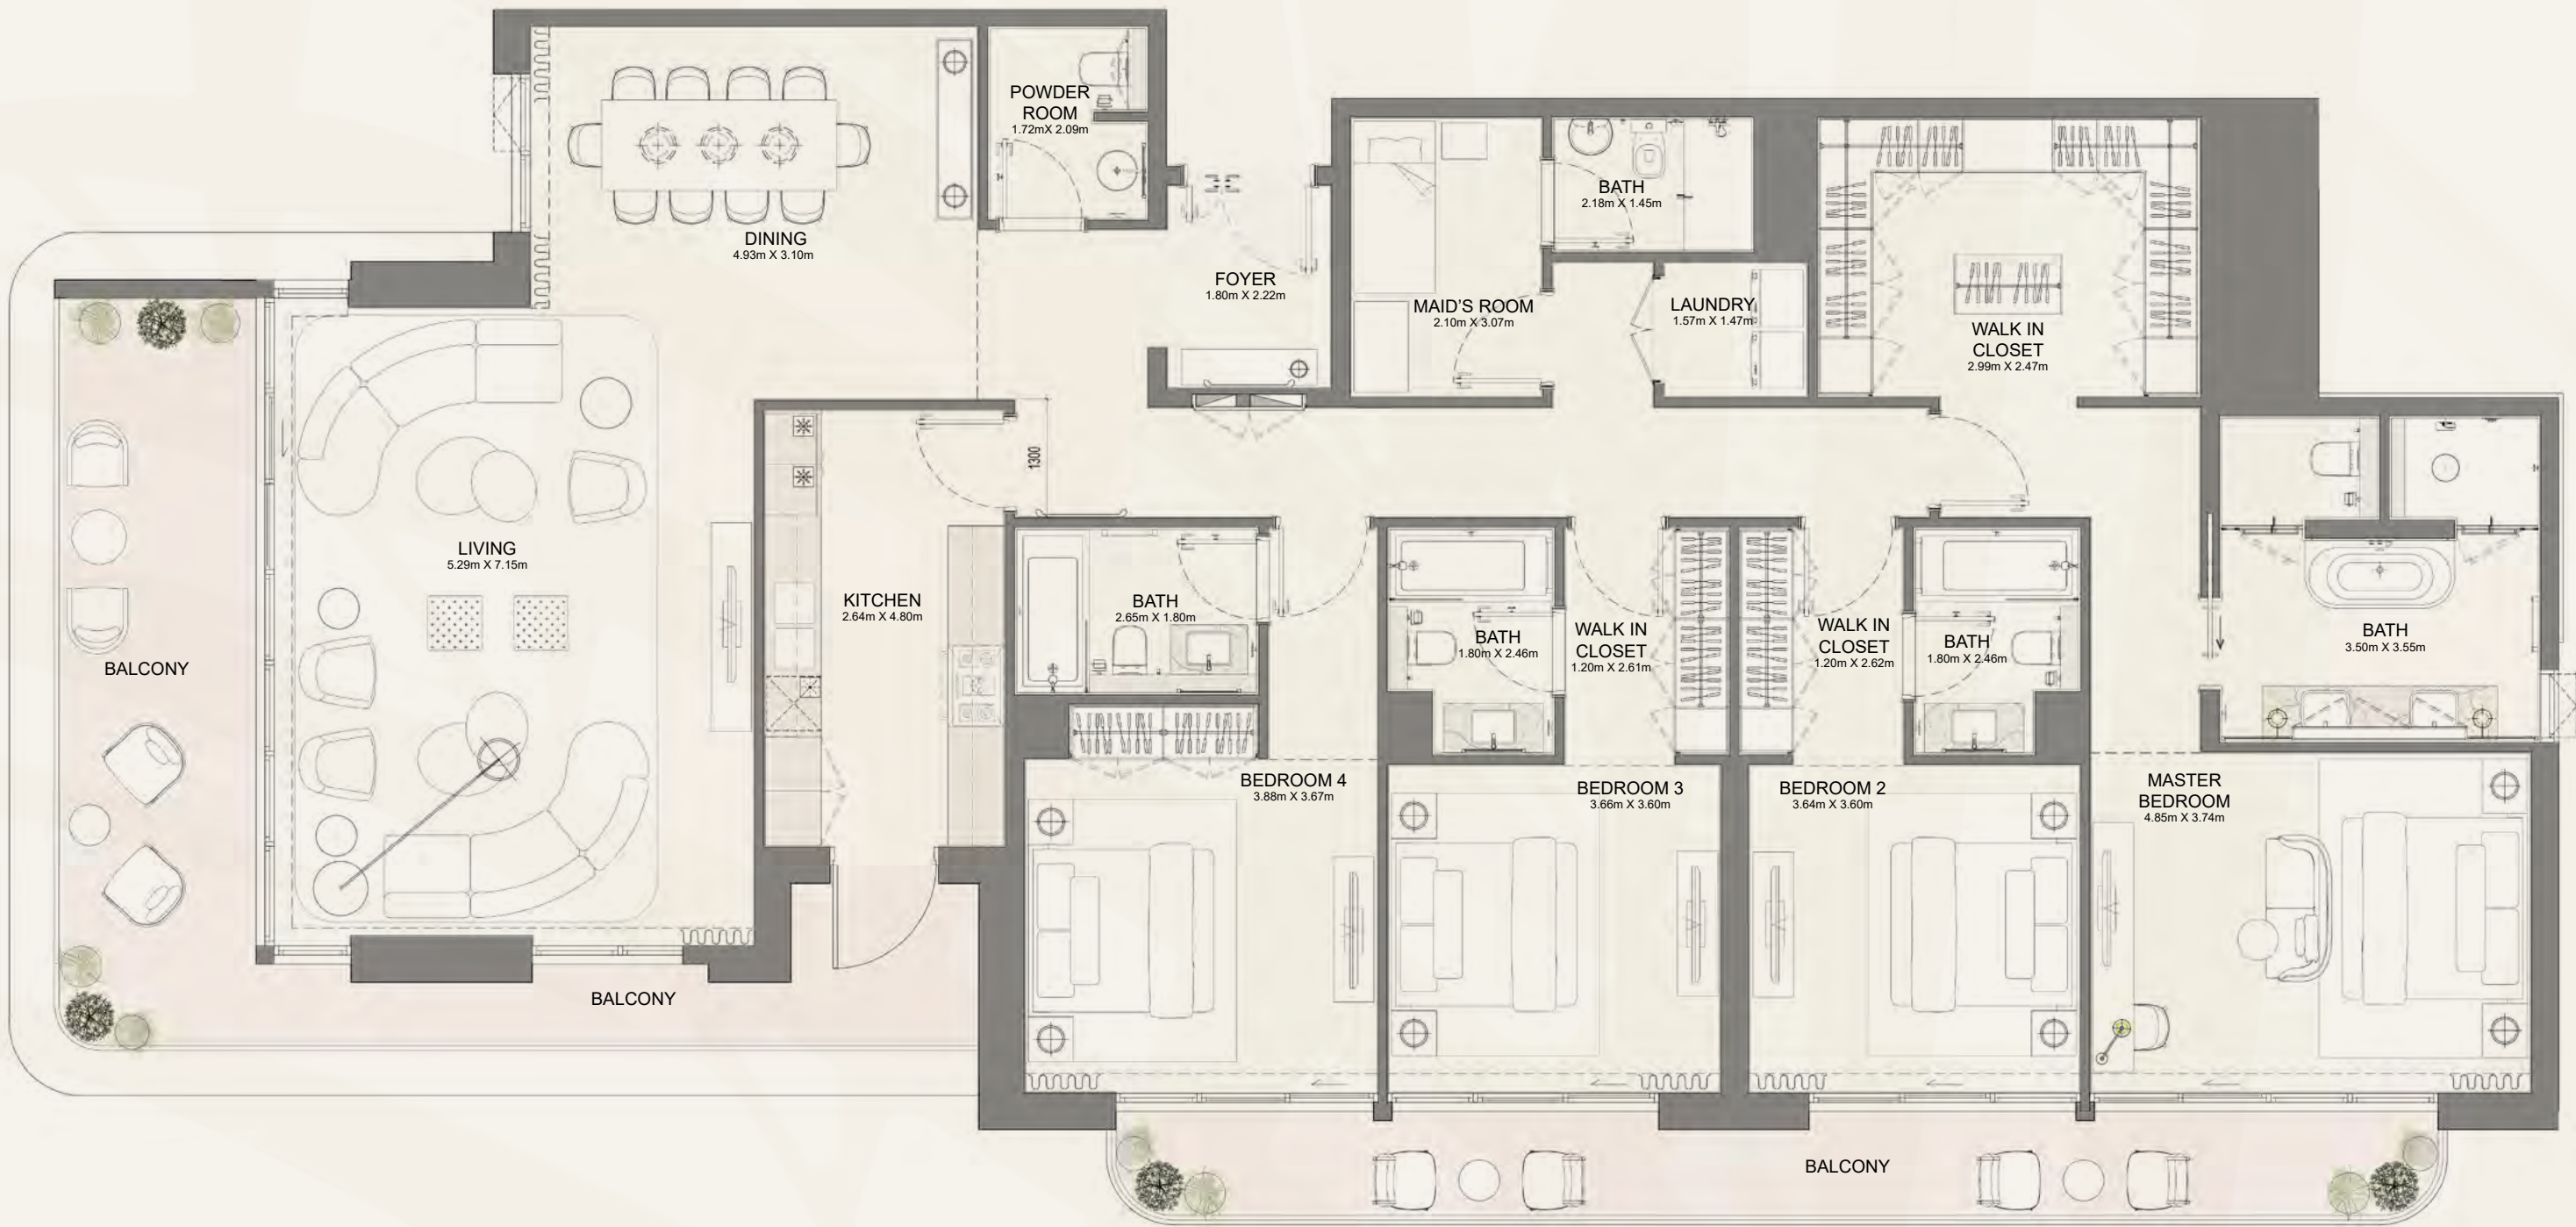 POWDER
ROOM
1.72mX 2.09m
DINING
4.93m X 3.10m
FOYER
1.80m X 2.22m
MAID'S ROOM
2.10m X 3.07m
BATH
2.18m X 1.45m
LAUNDRY
1.57m X 1.47m
WALK IN
CLOSET
2.99m X 2.47m
1300
LIVING
5.29m X 7.15m
KITCHEN
2.64m X 4.80m
BATH
2.65m X 1.80m
BATH
1.80m X 2.46m
WALK IN
CLOSET
1.20m X 2.61m
WALK IN
CLOSET
1.20m X 2.62m
BATH
1.80m X 2.46m
BATH
3.50m X 3.55m
BALCONY
BEDROOM 4
3.88m X 3.67m
BEDROOM 3
3.66m X 3.60m
BEDROOM 2
3.64m X 3.60m
MASTER
BEDROOM
4.85m X 3.74m
BALCONY
BALCONY